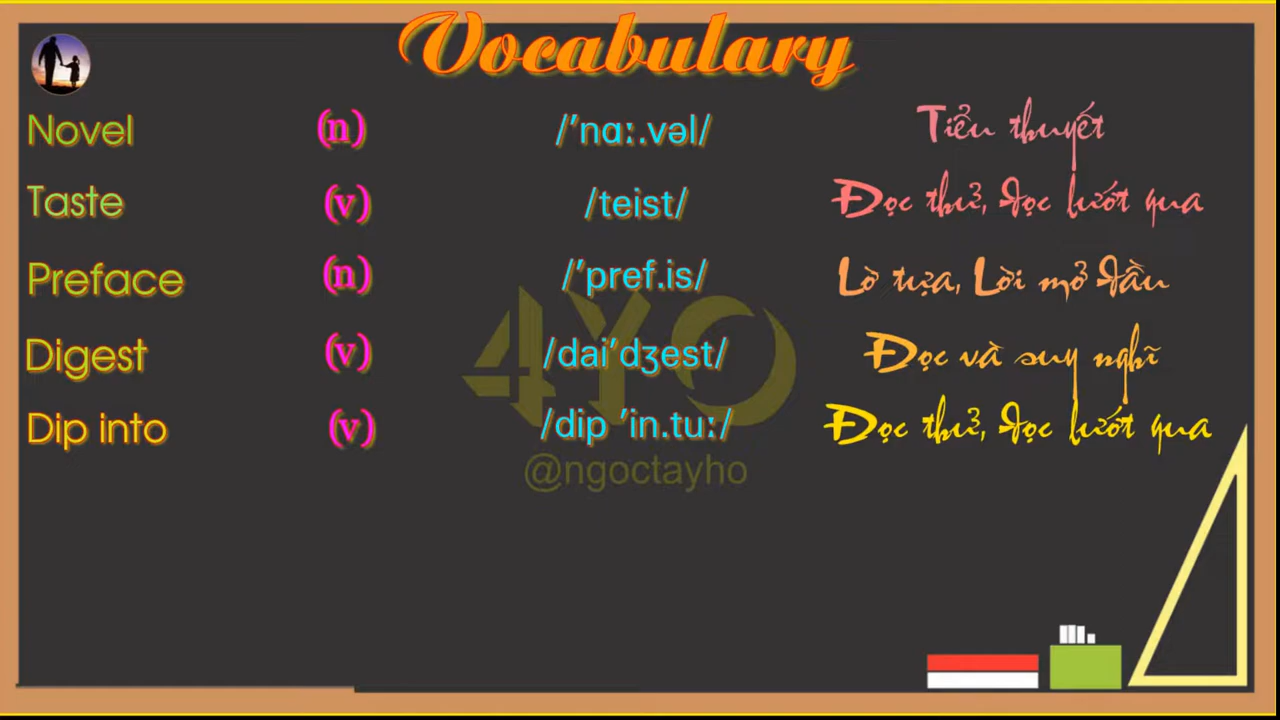 Vocabulary
Novel (n) /ˈnɑː.vəl/ Tiểu thuyết
Taste (v) /teist/ Đọc thử, đọc lướt qua
Preface (n) /ˈpref.is/ Lờ tựa, Lời mở đầu
Digest (v) /daiˈdʒest/ Đọc và suy nghĩ
Dip into (v) /dip ˈin.tuː/ Đọc thử, đọc lướt qua
4YO
@ngoctayho